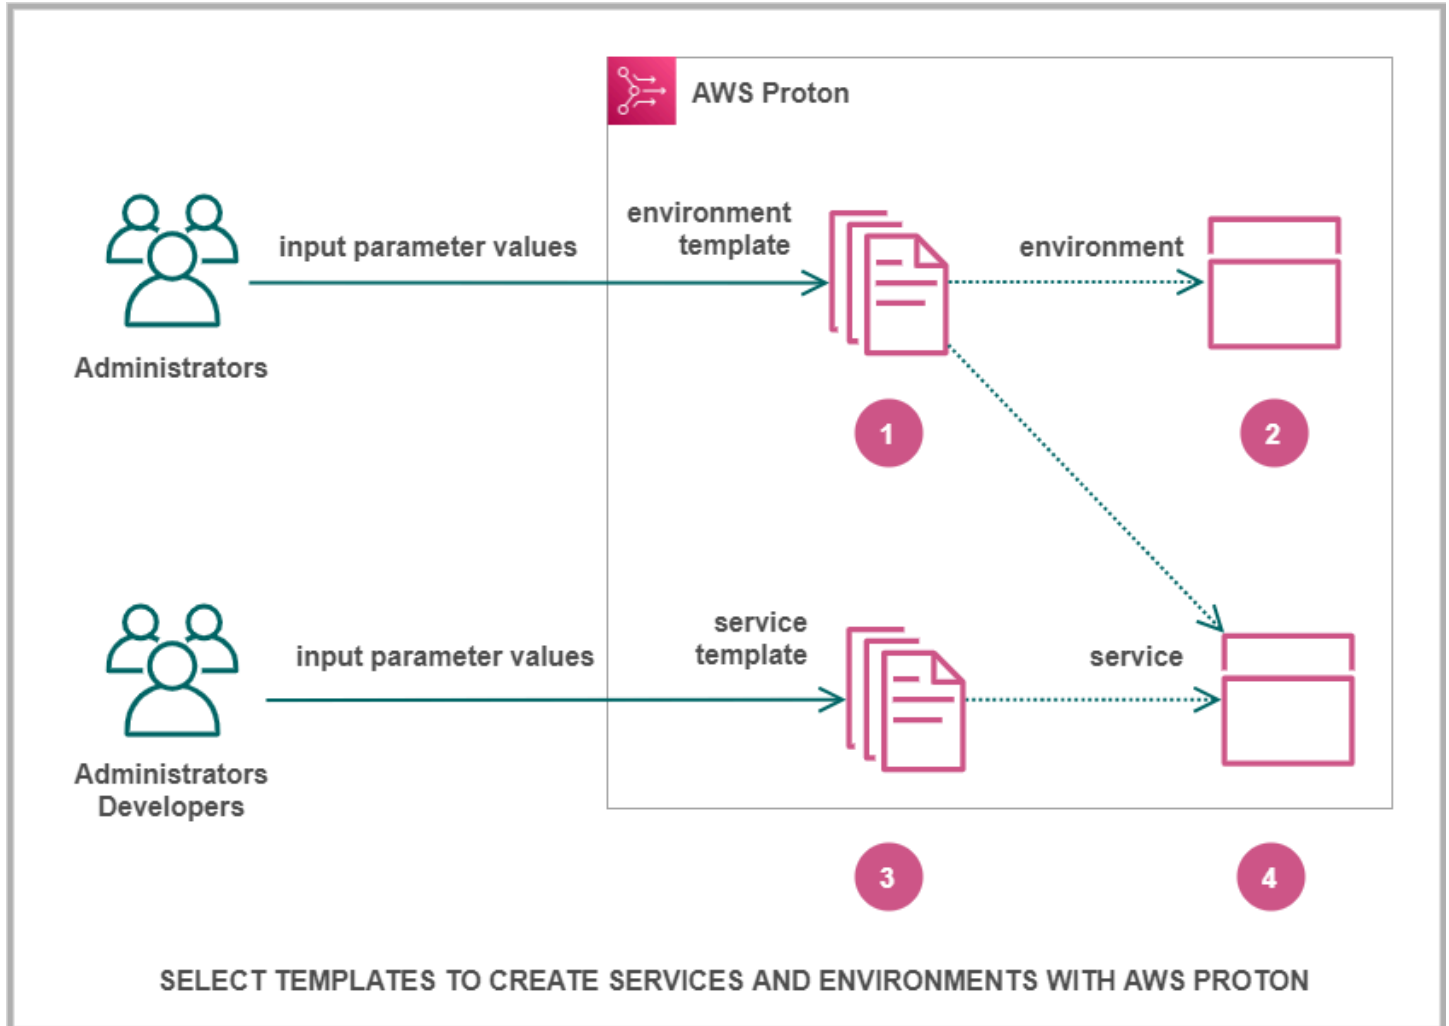 AWS Proton
environment
template
input parameter values
environment
Administrators
1
2
service
template
input parameter values
service
Administrators
Developers
3
4
SELECT TEMPLATES TO CREATE SERVICES AND ENVIRONMENTS WITH AWS PROTON